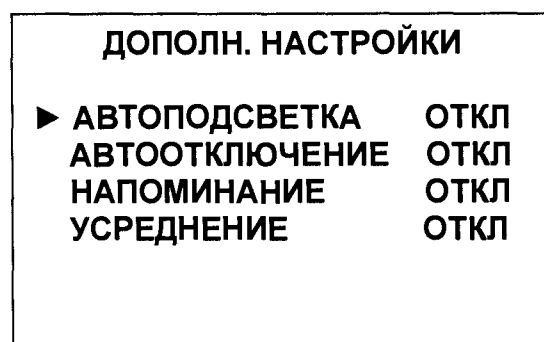 ДОПОЛН. НАСТРОЙКИ
► АВТОПОДСВЕТКА ОТКЛ
АВТООТКЛЮЧЕНИЕ ОТКЛ
НАПОМИНАНИЕ ОТКЛ
УСРЕДНЕНИЕ ОТКЛ